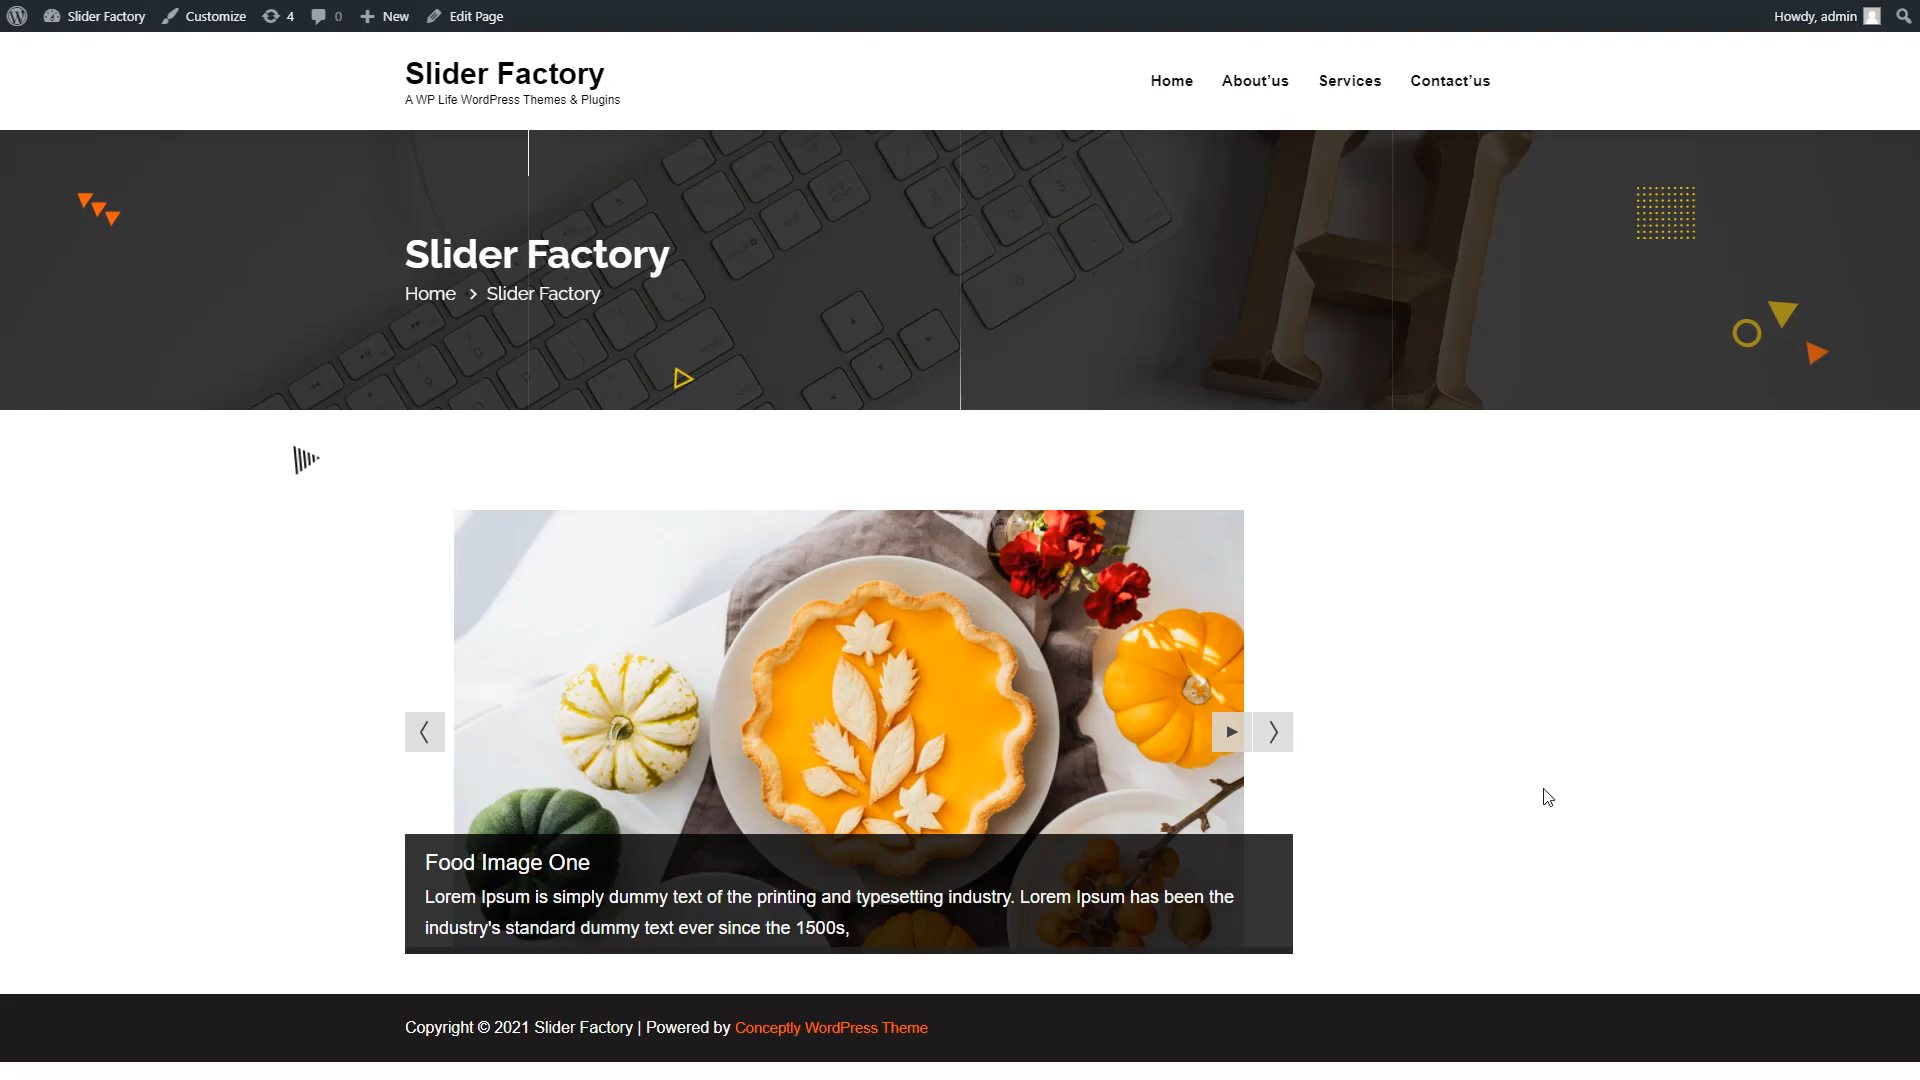 Slider Factory
Customize
4
0
New
Edit Page
Howdy, admin
Slider Factory
A WP Life WordPress Themes & Plugins
Home
About’us
Services
Contact’us
Slider Factory
Home
Slider Factory
Food Image One
Lorem Ipsum is simply dummy text of the printing and typesetting industry. Lorem Ipsum has been the
industry's standard dummy text ever since the 1500s,
Copyright © 2021 Slider Factory | Powered by Conceptly WordPress Theme